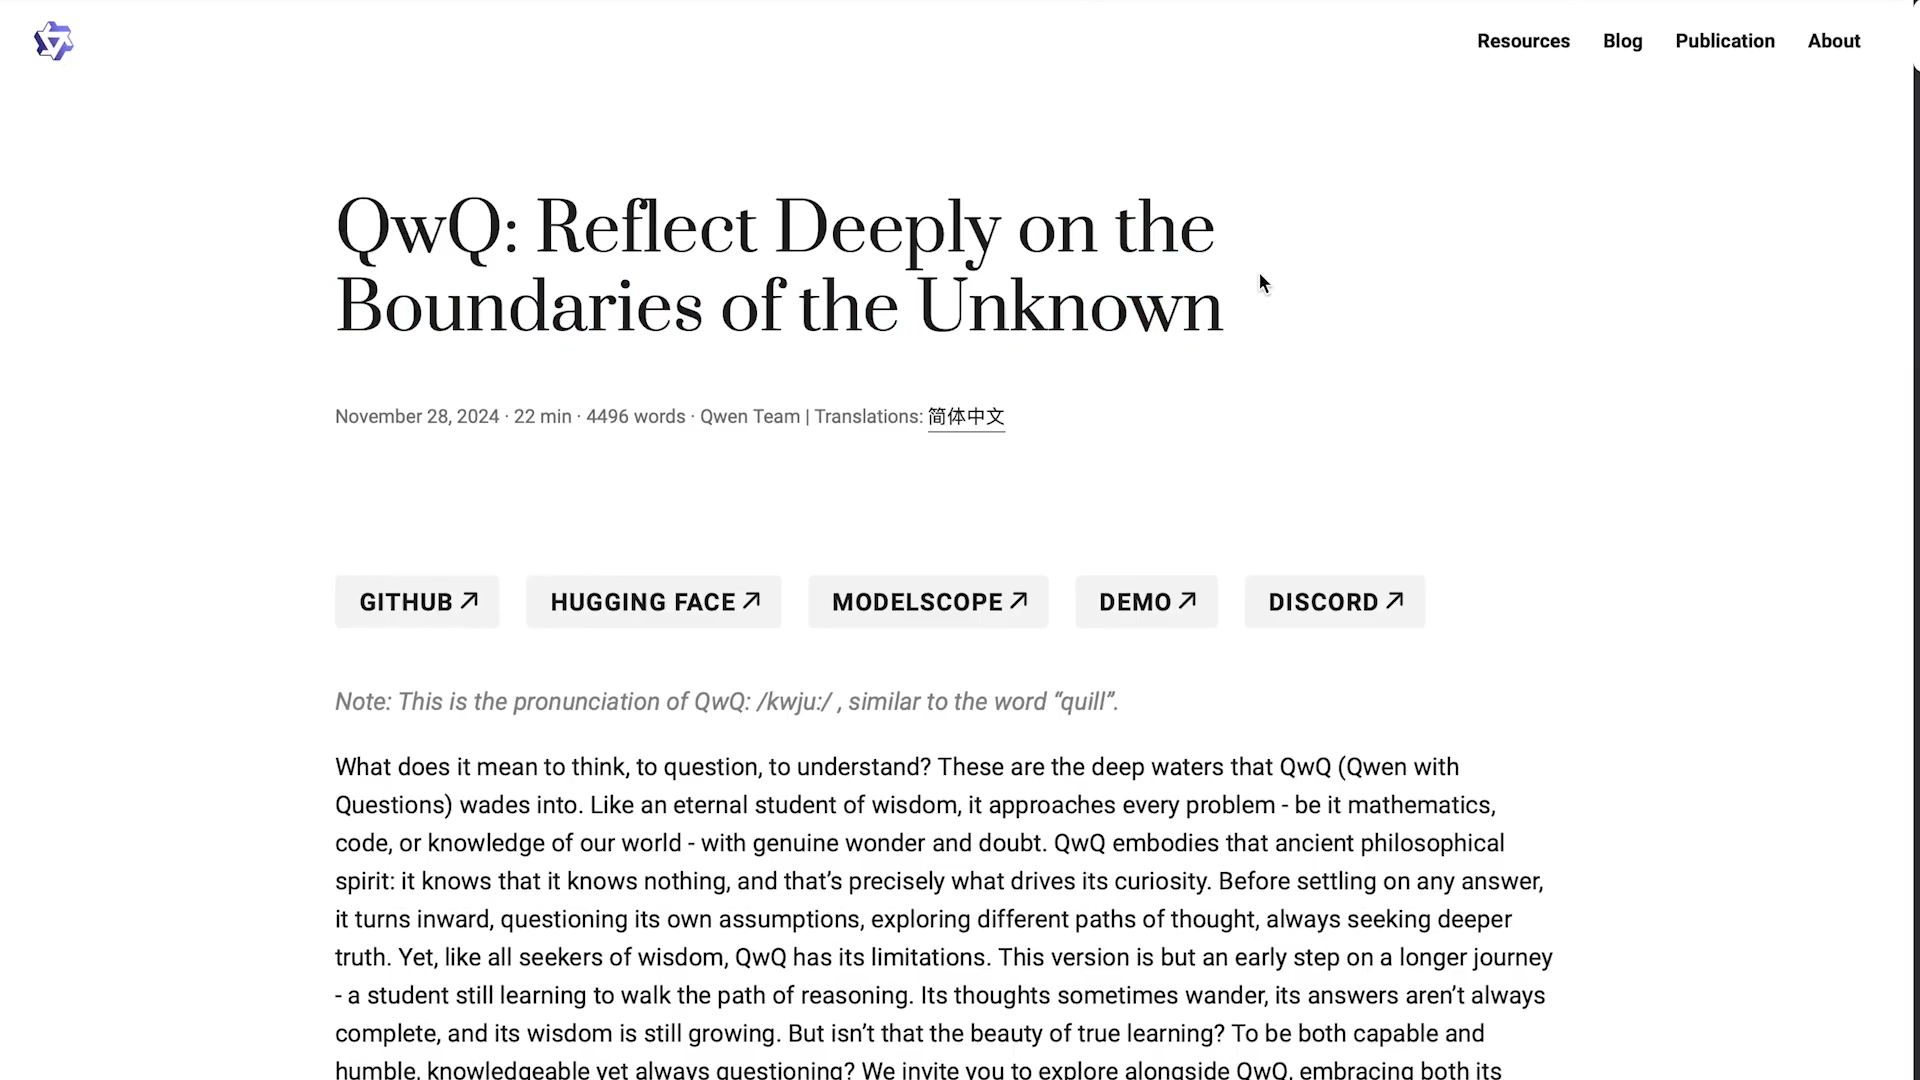 Resources Blog Publication About
QwQ: Reflect Deeply on the
Boundaries of the Unknown
November 28, 2024 · 22 min · 4496 words · Qwen Team | Translations: 简体中文
GITHUB ↗ HUGGING FACE ↗ MODELSCOPE ↗ DEMO ↗ DISCORD ↗
Note: This is the pronunciation of QwQ: /kwju:/ , similar to the word “quill”.
What does it mean to think, to question, to understand? These are the deep waters that QwQ (Qwen with
Questions) wades into. Like an eternal student of wisdom, it approaches every problem - be it mathematics,
code, or knowledge of our world - with genuine wonder and doubt. QwQ embodies that ancient philosophical
spirit: it knows that it knows nothing, and that’s precisely what drives its curiosity. Before settling on any answer,
it turns inward, questioning its own assumptions, exploring different paths of thought, always seeking deeper
truth. Yet, like all seekers of wisdom, QwQ has its limitations. This version is but an early step on a longer journey
- a student still learning to walk the path of reasoning. Its thoughts sometimes wander, its answers aren’t always
complete, and its wisdom is still growing. But isn’t that the beauty of true learning? To be both capable and
humble, knowledgeable yet always questioning? We invite you to explore alongside QwQ, embracing both its